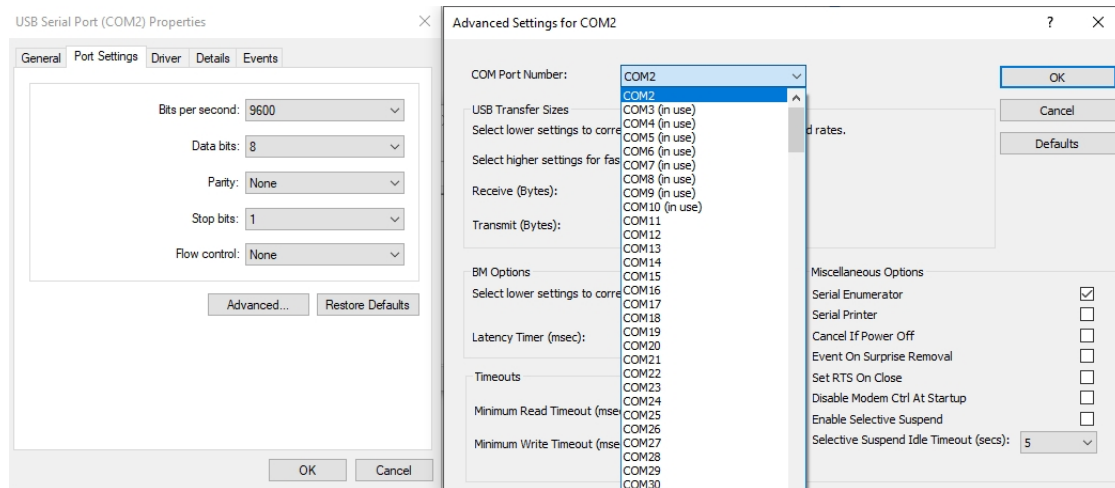 USB Serial Port (COM2) Properties
General Port Settings Driver Details Events
Bits per second: 9600
Data bits: 8
Parity: None
Stop bits: 1
Flow control: None
Advanced... Restore Defaults
OK Cancel
Advanced Settings for COM2 ?
COM Port Number: COM2
OK
Cancel
Defaults
COM2
COM3 (in use)
COM4 (in use)
COM5 (in use)
COM6 (in use)
COM7 (in use)
COM8 (in use)
COM9 (in use)
COM10 (in use)
COM11
COM12
COM13
COM14
COM15
COM16
COM17
COM18
COM19
COM20
COM21
COM22
COM23
COM24
COM25
COM26
COM27
COM28
COM29
COM30
USB Transfer Sizes
Select lower settings to corre d rates.
Select higher settings for fas
Receive (Bytes):
Transmit (Bytes):
BM Options
Select lower settings to corre
Latency Timer (msec):
Timeouts
Minimum Read Timeout (mse
Minimum Write Timeout (mse
Miscellaneous Options
Serial Enumerator
Serial Printer
Cancel If Power Off
Event On Surprise Removal
Set RTS On Close
Disable Modem Ctrl At Startup
Enable Selective Suspend
Selective Suspend Idle Timeout (secs): 5